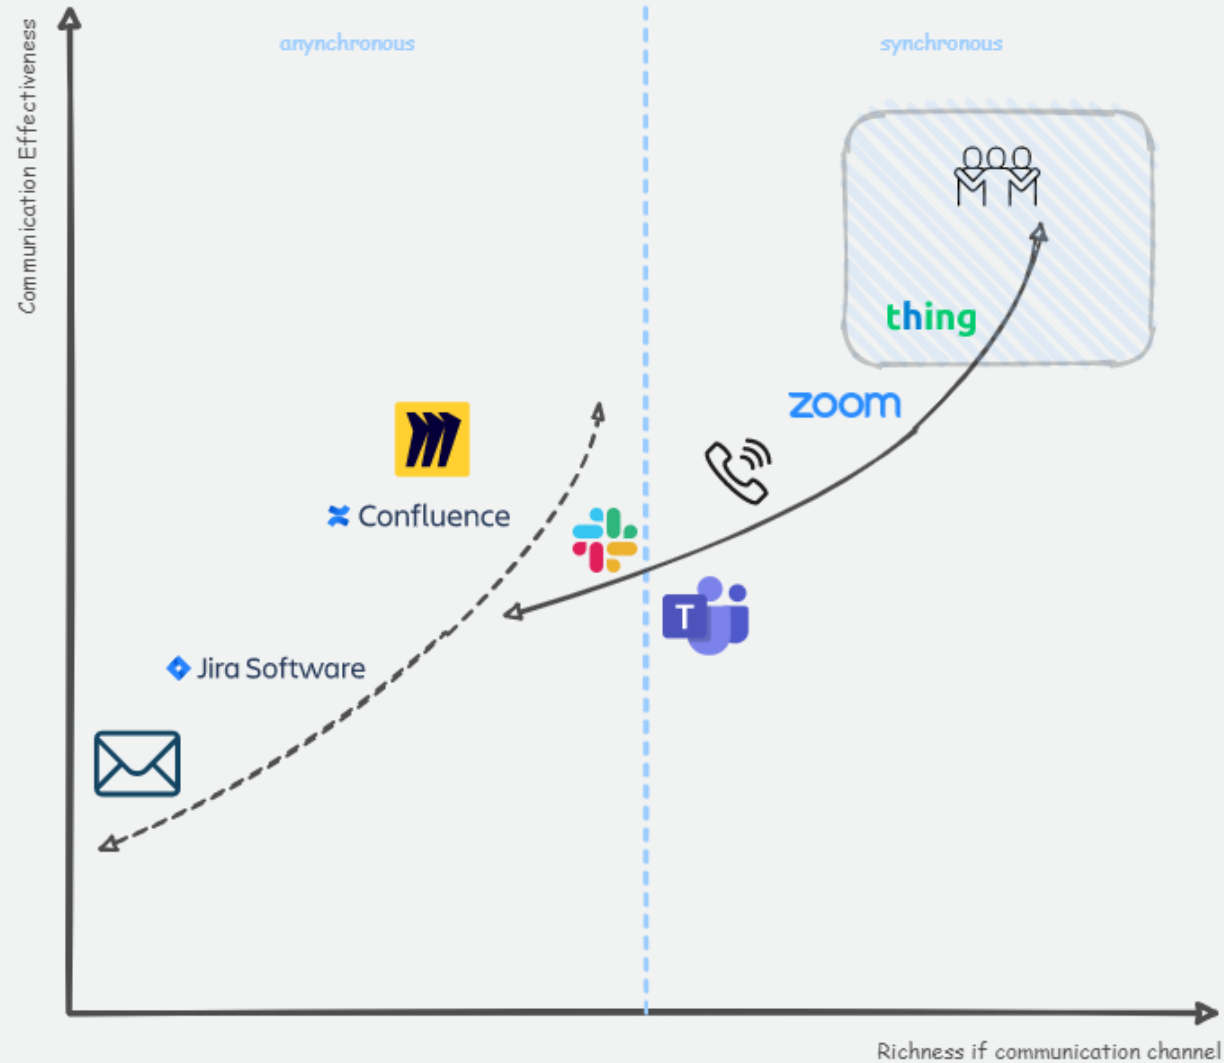 Communication Effectiveness
anynchronous
synchronous
thing
zoom
Confluence
T
Jira Software
Richness if communication channel